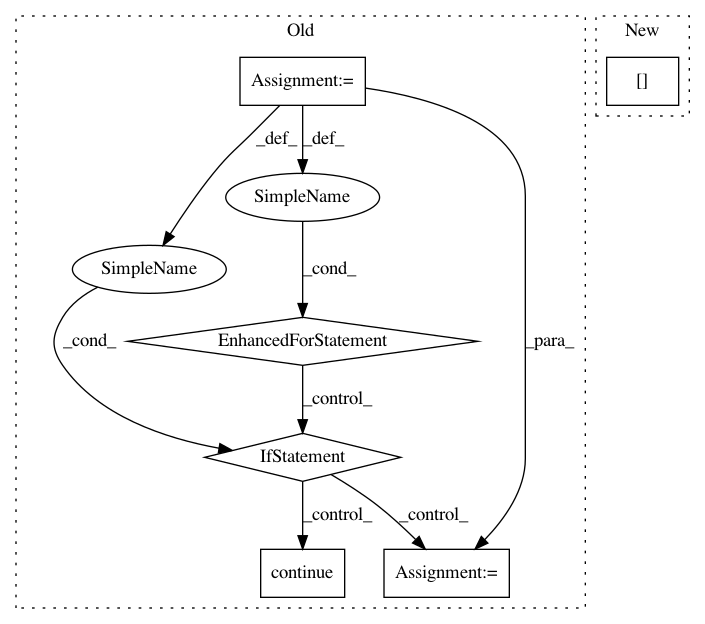 Old
New
Assignment:=
[]
_def_
_def_
SimpleName
SimpleName
_cond_
_cond_
EnhancedForStatement
_para_
_control_
IfStatement
_control_
_control_
continue
Assignment:=